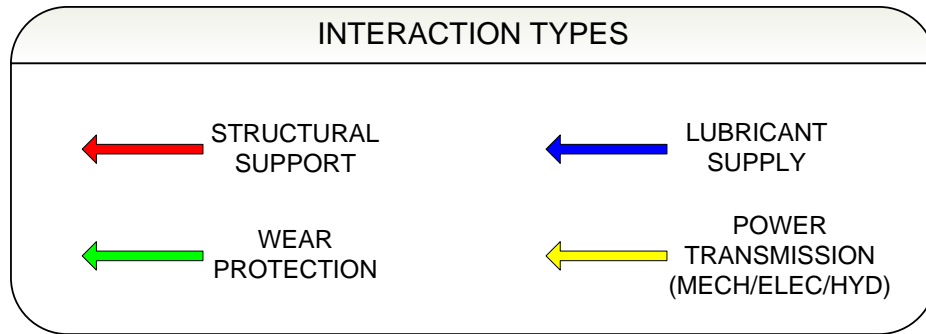 INTERACTION TYPES
STRUCTURAL
SUPPORT
LUBRICANT
SUPPLY
WEAR
PROTECTION
POWER
TRANSMISSION
(MECH/ELEC/HYD)